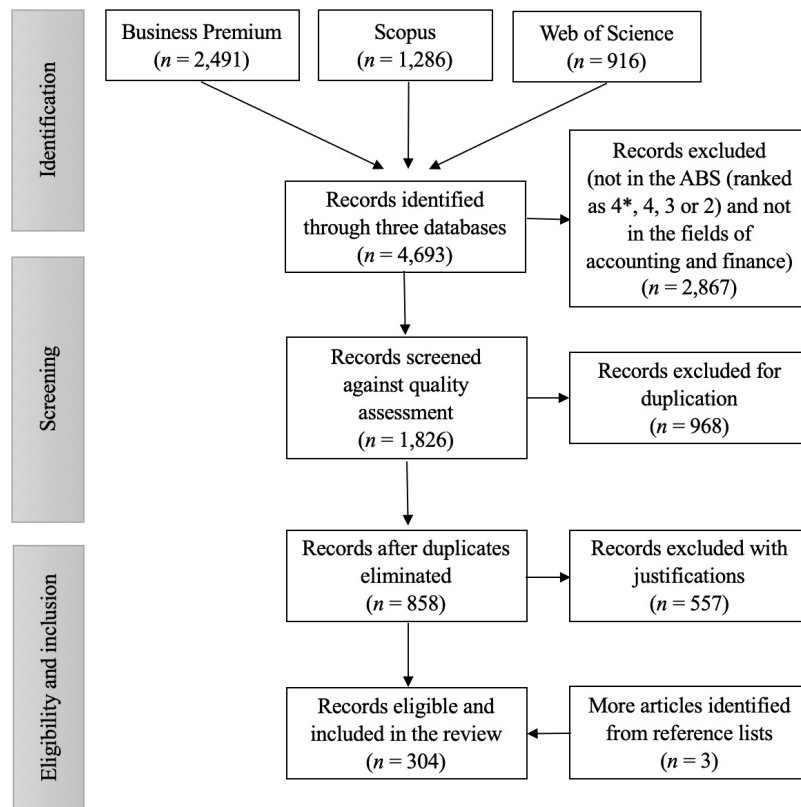 Business Premium
(n = 2,491)
Scopus
(n = 1,286)
Web of Science
(n = 916)
Identification
Records identified
through three databases
(n = 4,693)
Records excluded
(not in the ABS (ranked
as 4*, 4, 3 or 2) and not
in the fields of
accounting and finance)
(n = 2,867)
Screening
Records screened
against quality
assessment
(n = 1,826)
Records excluded for
duplication
(n = 968)
Eligibility and inclusion
Records after duplicates
eliminated
(n = 858)
Records excluded with
justifications
(n = 557)
Records eligible and
included in the review
(n = 304)
More articles identified
from reference lists
(n = 3)